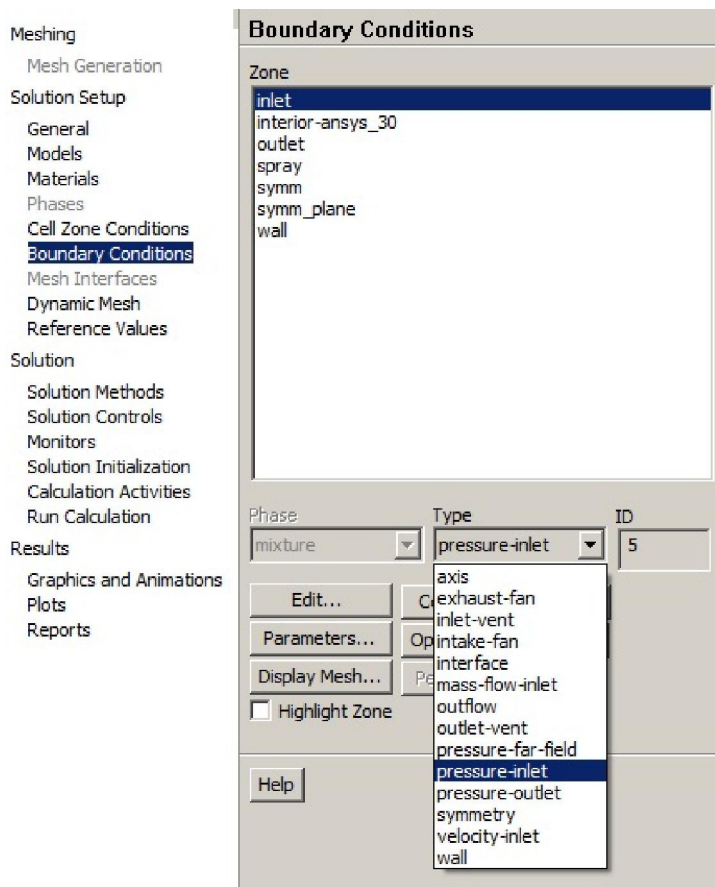 Meshing
Mesh Generation
Solution Setup
General
Models
Materials
Phases
Cell Zone Conditions
Boundary Conditions
Mesh Interfaces
Dynamic Mesh
Reference Values
Solution
Solution Methods
Solution Controls
Monitors
Solution Initialization
Calculation Activities
Run Calculation
Results
Graphics and Animations
Plots
Reports
Boundary Conditions
Zone
inlet
interior-ansys_30
outlet
spray
symm
symm_plane
wall
Phase
mixture
Type
pressure-inlet
ID
5
Edit...
Parameters...
Display Mesh...
Highlight Zone
Help
axis
exhaust-fan
inlet-vent
intake-fan
interface
mass-flow-inlet
outflow
outlet-vent
pressure-far-field
pressure-inlet
pressure-outlet
symmetry
velocity-inlet
wall